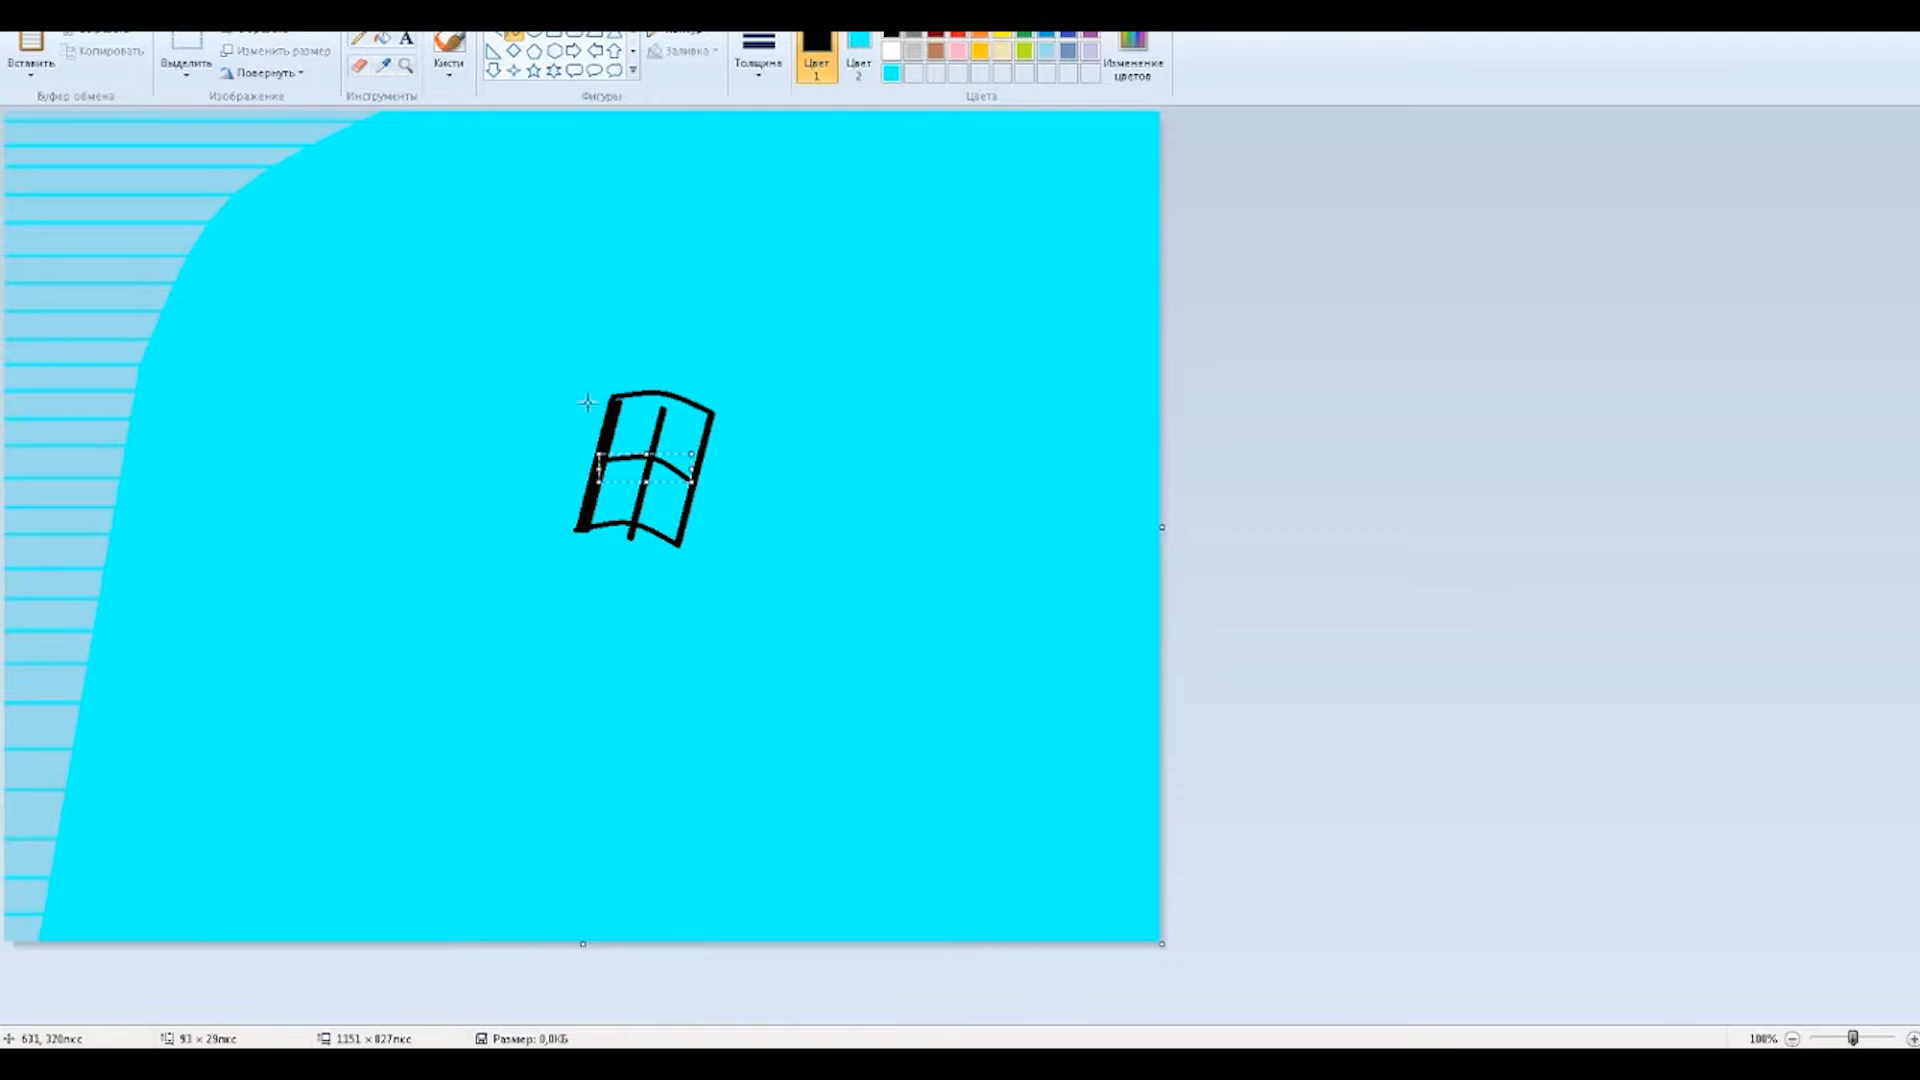 Копировать
Изменить размер
Вставить
Выделить
Повернуть
Кисти
Заливка
Толщина
Цвет 1
Цвет 2
Изменение цветов
Буфер обмена
Изображение
Инструменты
Фигуры
Цвета
631, 320пкс
93 × 29пкс
1151 × 827пкс
Размер: 0,0КБ
100%